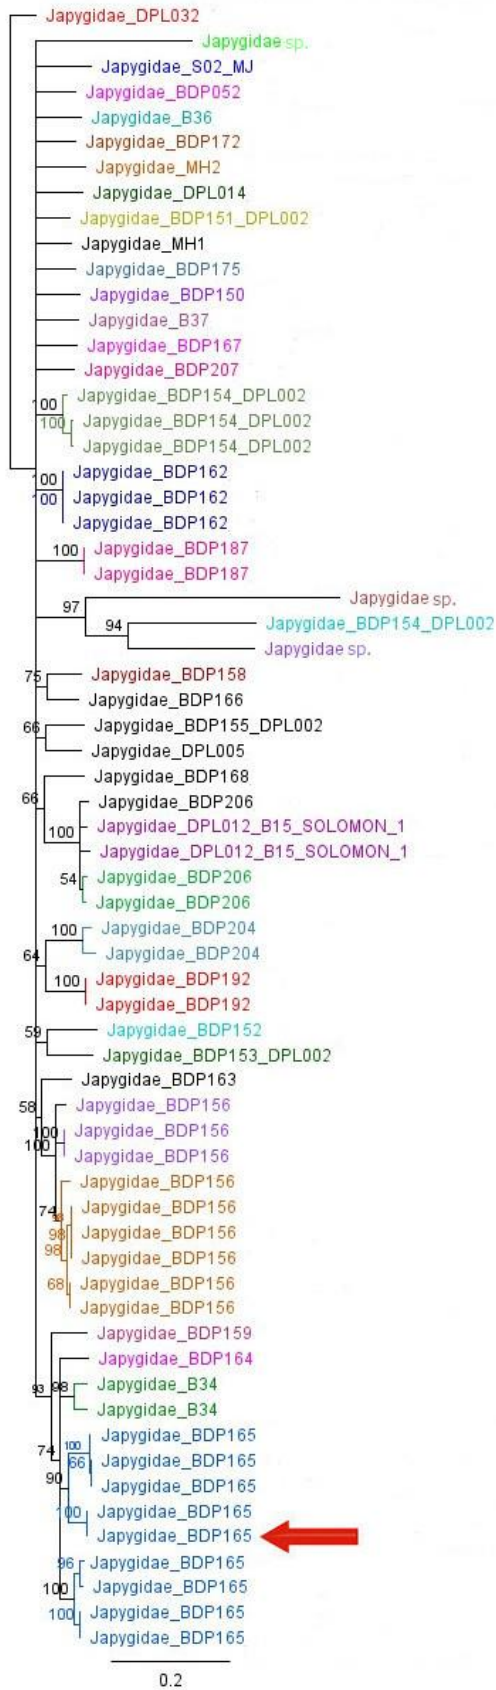 Japygidae_DPL032
Japygidae sp.
Japygidae_S02_MJ
Japygidae_BDP052
Japygidae_B36
Japygidae_BDP172
Japygidae_MH2
Japygidae_DPL014
Japygidae_BDP151_DPL002
Japygidae_MH1
Japygidae_BDP175
Japygidae_BDP150
Japygidae_B37
Japygidae_BDP167
Japygidae_BDP207
Japygidae_BDP154_DPL002
100
100 Japygidae_BDP154_DPL002
Japygidae_BDP154_DPL002
100 Japygidae_BDP162
100 Japygidae_BDP162
Japygidae_BDP162
100 Japygidae_BDP187
Japygidae_BDP187
97 Japygidae sp.
94 Japygidae_BDP154_DPL002
Japygidae sp.
75 Japygidae_BDP158
Japygidae_BDP166
66 Japygidae_BDP155_DPL002
Japygidae_DPL005
Japygidae_BDP168
66 Japygidae_BDP206
100 Japygidae_DPL012_B15_SOLOMON_1
Japygidae_DPL012_B15_SOLOMON_1
54 Japygidae_BDP206
Japygidae_BDP206
100 Japygidae_BDP204
64 Japygidae_BDP204
100 Japygidae_BDP192
Japygidae_BDP192
59 Japygidae_BDP152
Japygidae_BDP153_DPL002
Japygidae_BDP163
58 Japygidae_BDP156
100 Japygidae_BDP156
100 Japygidae_BDP156
Japygidae_BDP156
74 Japygidae_BDP156
98 Japygidae_BDP156
98 Japygidae_BDP156
68 Japygidae_BDP156
Japygidae_BDP156
Japygidae_BDP159
Japygidae_BDP164
93 98 Japygidae_B34
Japygidae_B34
Japygidae_BDP165
74 100
66 Japygidae_BDP165
90 Japygidae_BDP165
100 Japygidae_BDP165
Japygidae_BDP165
96 Japygidae_BDP165
100 Japygidae_BDP165
100 Japygidae_BDP165
Japygidae_BDP165
0.2